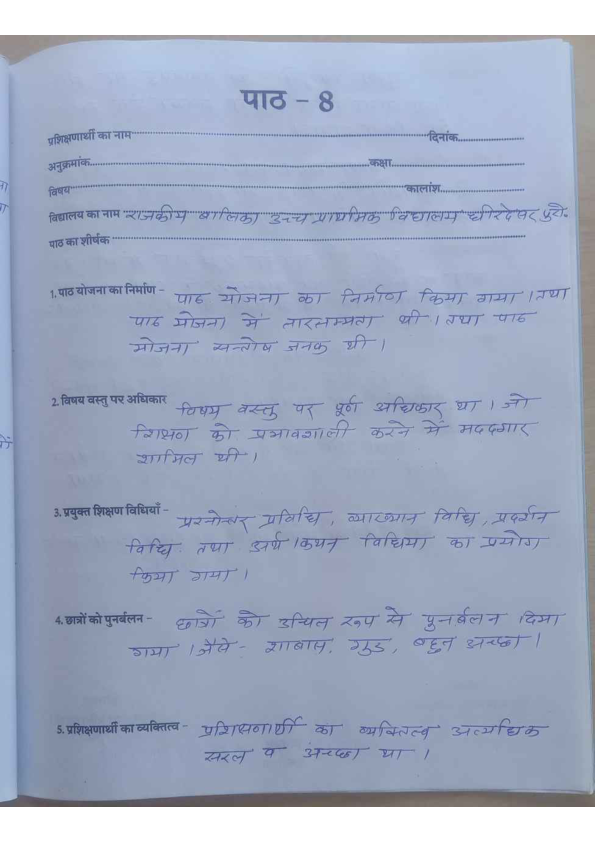 पाठ - 8
प्रशिक्षणार्थी का नाम दिनांक
अनुक्रमांक कक्षा
विषय कालांश
विद्यालय का नाम राजकीय बालिका उच्च प्राथमिक विद्यालय
पाठ का शीर्षक
1. पाठ योजना का निर्माण - पाठ योजना का निर्माण किया गया । तथा
पाठ योजना में तारतम्यता थी । तथा पाठ
योजना सन्तोष जनक थी ।
2. विषय वस्तु पर अधिकार विषय वस्तु पर पूर्ण अधिकार था । जो
शिक्षण को प्रभावशाली करने में मददगार
शामिल थी ।
3. प्रयुक्त शिक्षण विधियाँ - प्रश्नोत्तर प्रविधि, व्याख्यान विधि, प्रदर्शन
विधि तथा अर्थ कथन विधिया का प्रयोग
किया गया ।
4. छात्रों को पुनर्बलन - छात्रों को उचित रूप से पुनर्बलन दिया
गया । जैसे - शाबास, गुड, बहुत अच्छा ।
5. प्रशिक्षणार्थी का व्यक्तित्व - प्रशिक्षणार्थी का व्यक्तित्व अत्यधिक
सरल व अच्छा था ।